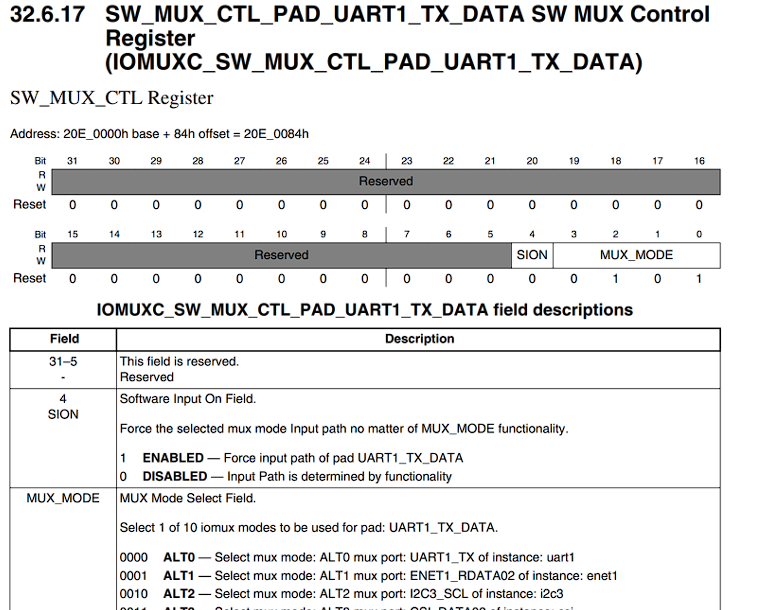 32.6.17 SW_MUX_CTL_PAD_UART1_TX_DATA SW MUX Control
Register
(IOMUXC_SW_MUX_CTL_PAD_UART1_TX_DATA)
SW_MUX_CTL Register
Address: 20E_0000h base + 84h offset = 20E_0084h
Bit 31 30 29 28 27 26 25 24 23 22 21 20 19 18 17 16
R
Reserved
W
Reset 0 0 0 0 0 0 0 0 0 0 0 0 0 0 0 0
Bit 15 14 13 12 11 10 9 8 7 6 5 4 3 2 1 0
R
Reserved SION MUX_MODE
W
Reset 0 0 0 0 0 0 0 0 0 0 0 0 0 1 0 1
IOMUXC_SW_MUX_CTL_PAD_UART1_TX_DATA field descriptions
Field Description
31–5 This field is reserved.
- Reserved
4 Software Input On Field.
SION
Force the selected mux mode Input path no matter of MUX_MODE functionality.
1 ENABLED — Force input path of pad UART1_TX_DATA
0 DISABLED — Input Path is determined by functionality
MUX_MODE MUX Mode Select Field.
Select 1 of 10 iomux modes to be used for pad: UART1_TX_DATA.
0000 ALT0 — Select mux mode: ALT0 mux port: UART1_TX of instance: uart1
0001 ALT1 — Select mux mode: ALT1 mux port: ENET1_RDATA02 of instance: enet1
0010 ALT2 — Select mux mode: ALT2 mux port: I2C3_SCL of instance: i2c3